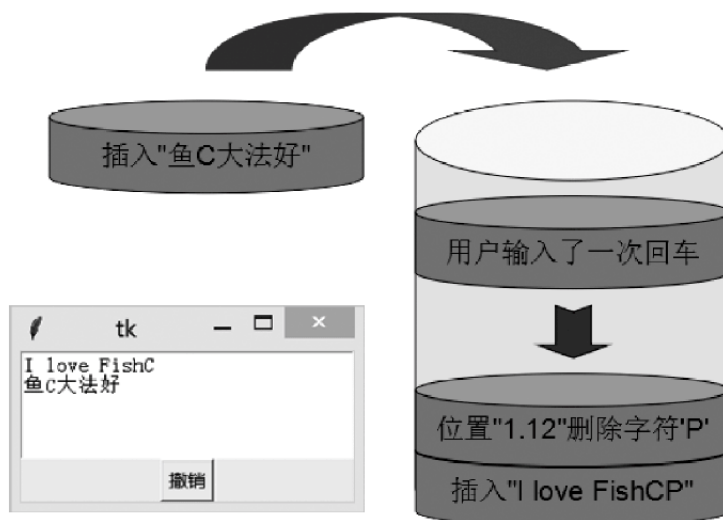 插入"鱼C大法好"
用户输入了一次回车
tk
I love FishC
鱼C大法好
撤销
位置"1.12"删除字符'P'
插入"I love FishCP"